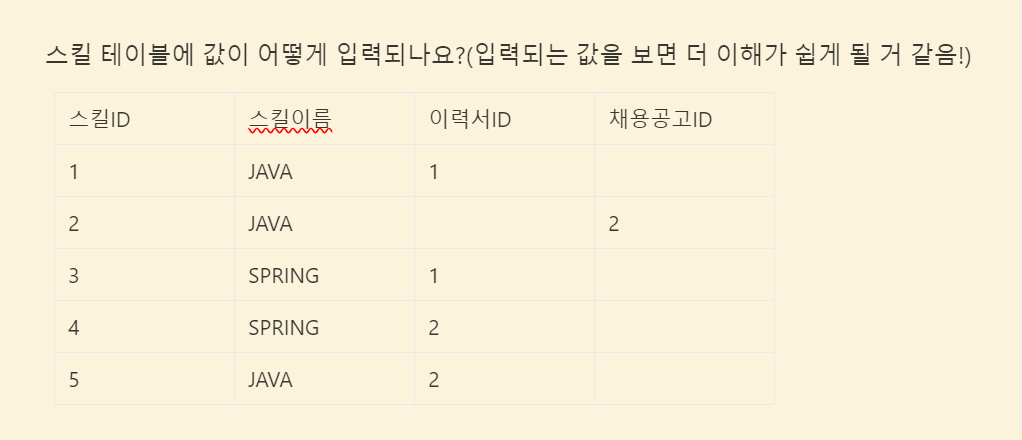 스킬 테이블에 값이 어떻게 입력되나요?(입력되는 값을 보면 더 이해가 쉽게 될 거 같음!)
스킬ID 스킬이름 이력서ID 채용공고ID
1 JAVA 1
2 JAVA 2
3 SPRING 1
4 SPRING 2
5 JAVA 2